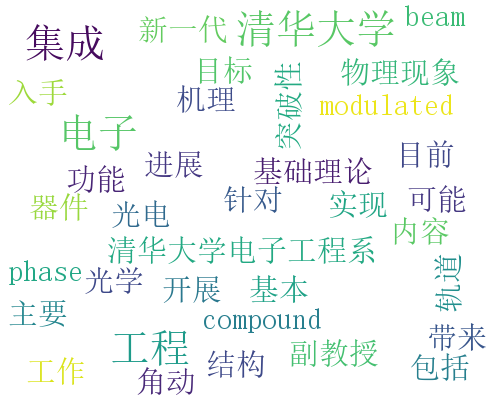 集成
新一代
清华大学
beam
入手
目标
物理现象
机理
突破性
modulated
电子
功能
进展
基础理论
目前
器件
光电
针对
实现
可能
内容
清华大学电子工程系
phase
光学
开展
基本
轨道
主要
compound
工程
结构
副教授
带来
工作
角动
包括